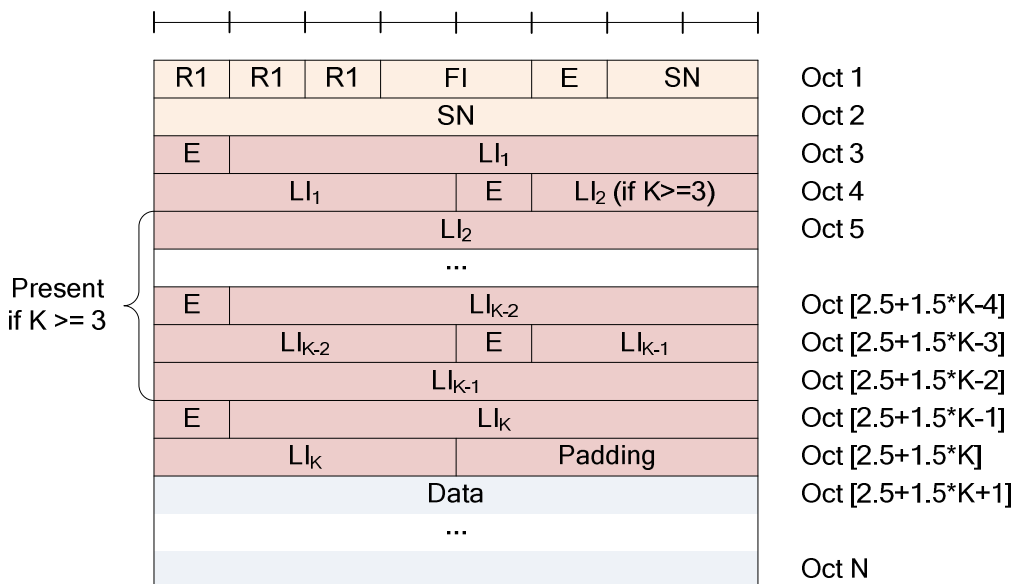 R1 R1 R1 FI E SN Oct 1
SN Oct 2
E LI1 Oct 3
LI1 E LI2 (if K>=3) Oct 4
LI2 Oct 5
...
Present
if K >= 3
E LIK-2 Oct [2.5+1.5*K-4]
LIK-2 E LIK-1 Oct [2.5+1.5*K-3]
LIK-1 Oct [2.5+1.5*K-2]
E LIK Oct [2.5+1.5*K-1]
LIK Padding Oct [2.5+1.5*K]
Data Oct [2.5+1.5*K+1]
...
Oct N